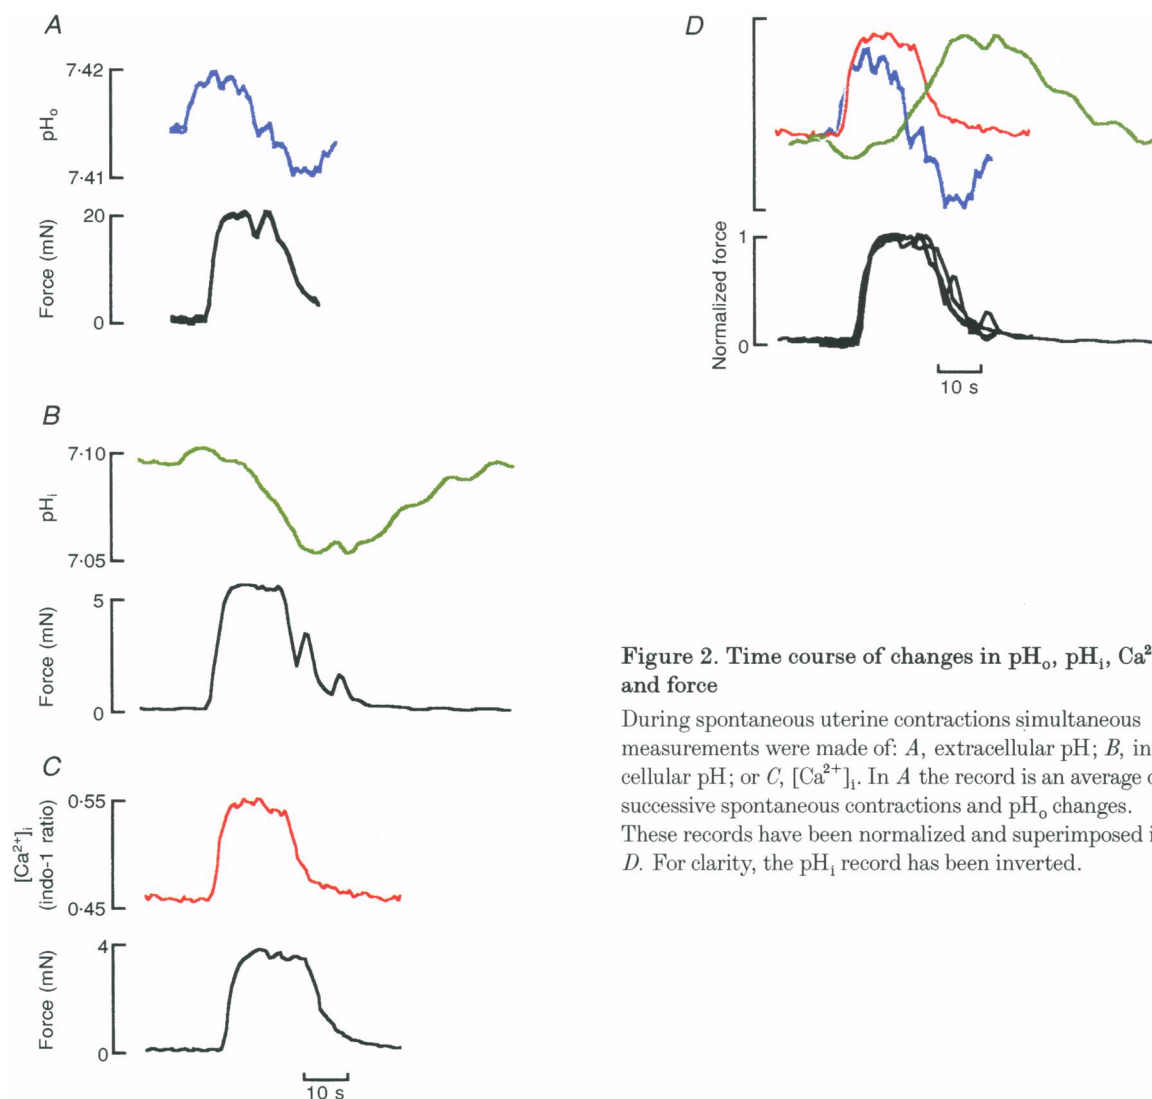 A
7·42
pHo
7·41
20
Force (mN)
0
B
7·10
pHi
7·05
5
Force (mN)
0
C
0·55
[Ca²⁺]i
(indo-1 ratio)
0·45
4
Force (mN)
0
10 s
D
1
Normalized force
0
10 s
Figure 2. Time course of changes in pHo, pHi, Ca²
and force
During spontaneous uterine contractions simultaneous
measurements were made of: A, extracellular pH; B, in
cellular pH; or C, [Ca²⁺]i. In A the record is an average o
successive spontaneous contractions and pHo changes.
These records have been normalized and superimposed i
D. For clarity, the pHi record has been inverted.